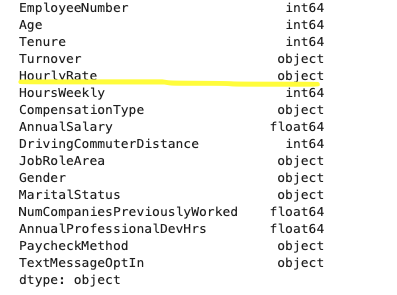 EmployeeNumber int64
Age int64
Tenure int64
Turnover object
HourlyRate object
HoursWeekly int64
CompensationType object
AnnualSalary float64
DrivingCommuterDistance int64
JobRoleArea object
Gender object
MaritalStatus object
NumCompaniesPreviouslyWorked float64
AnnualProfessionalDevHrs float64
PaycheckMethod object
TextMessageOptIn object
dtype: object